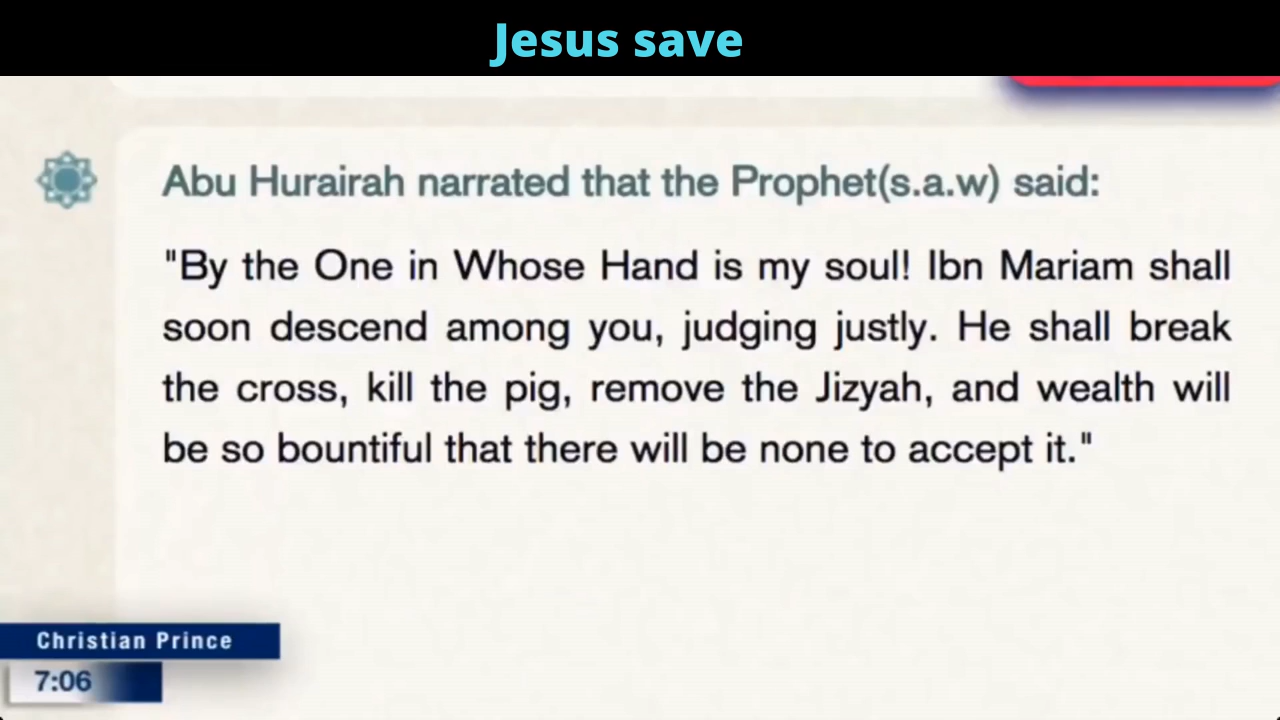 Jesus save
Abu Hurairah narrated that the Prophet(s.a.w) said:
"By the One in Whose Hand is my soul! Ibn Mariam shall
soon descend among you, judging justly. He shall break
the cross, kill the pig, remove the Jizyah, and wealth will
be so bountiful that there will be none to accept it."
Christian Prince
7:06